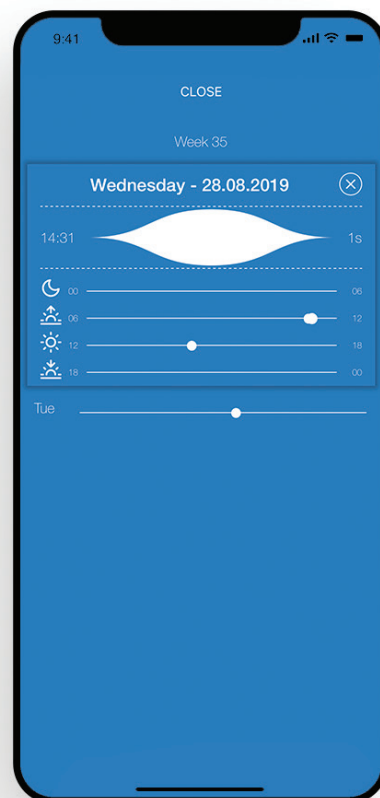 9:41
CLOSE
Week 35
Wednesday - 28.08.2019
14:31 1s
00 06
06 12
12 18
18 00
Tue